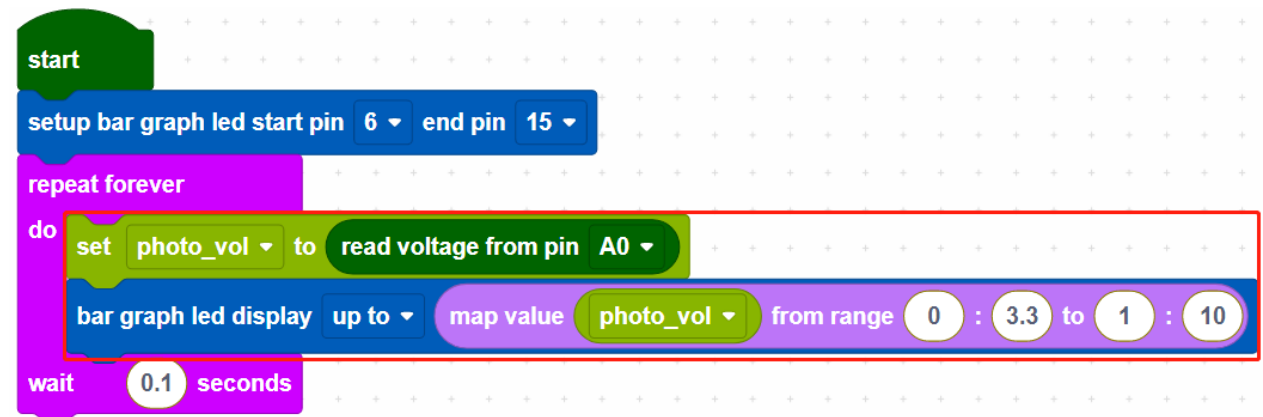 start
setup bar graph led start pin 6 end pin 15
repeat forever
do set photo_vol to read voltage from pin A0
bar graph led display up to map value photo_vol from range 0 : 3.3 to 1 : 10
wait 0.1 seconds